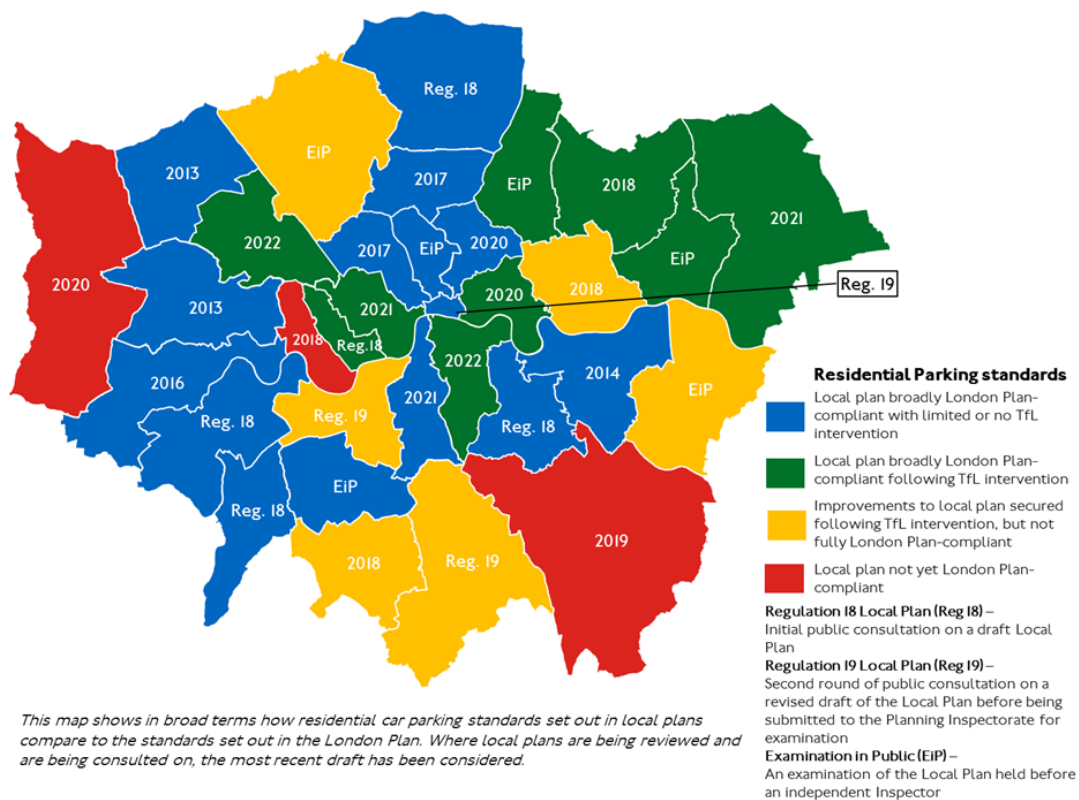 Reg. 18
EiP
2013
2017
EiP
2018
2021
2022
2017
EiP
2020
EiP
2020
2013
2021
2020
2018
Reg. 19
2018
Reg.18
2016
2022
2014
EiP
Reg. 18
Reg. 19
2021
Reg. 18
Reg. 18
EiP
2018
Reg. 19
2019
Residential Parking standards
Local plan broadly London Plan-
compliant with limited or no TfL
intervention
Local plan broadly London Plan-
compliant following TfL intervention
Improvements to local plan secured
following TfL intervention, but not
fully London Plan-compliant
Local plan not yet London Plan-
compliant
Regulation 18 Local Plan (Reg 18) –
Initial public consultation on a draft Local
Plan
Regulation 19 Local Plan (Reg 19) –
Second round of public consultation on a
revised draft of the Local Plan before being
submitted to the Planning Inspectorate for
examination
Examination in Public (EiP) –
An examination of the Local Plan held before
an independent Inspector
This map shows in broad terms how residential car parking standards set out in local plans
compare to the standards set out in the London Plan. Where local plans are being reviewed and
are being consulted on, the most recent draft has been considered.